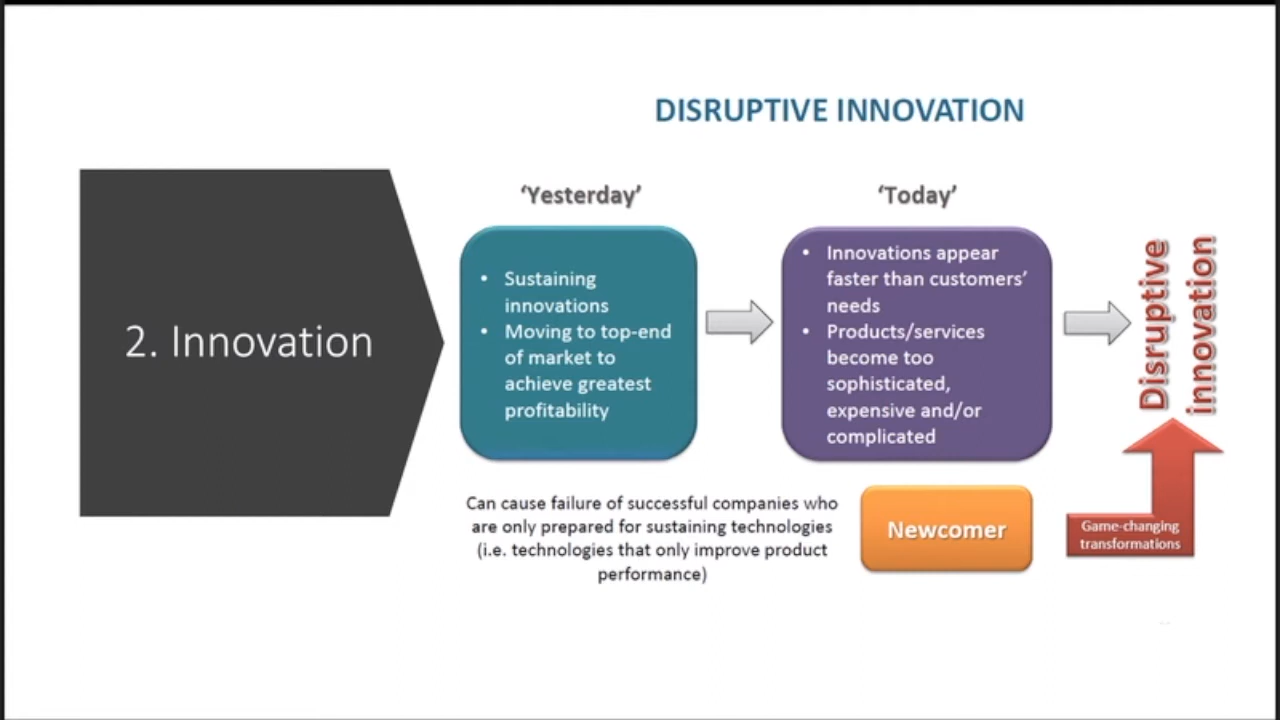 DISRUPTIVE INNOVATION
2. Innovation
‘Yesterday’
• Sustaining
innovations
• Moving to top-end
of market to
achieve greatest
profitability
‘Today’
• Innovations appear
faster than customers’
needs
• Products/services
become too
sophisticated,
expensive and/or
complicated
Disruptive
innovation
Can cause failure of successful companies who
are only prepared for sustaining technologies
(i.e. technologies that only improve product
performance)
Newcomer
Game-changing
transformations